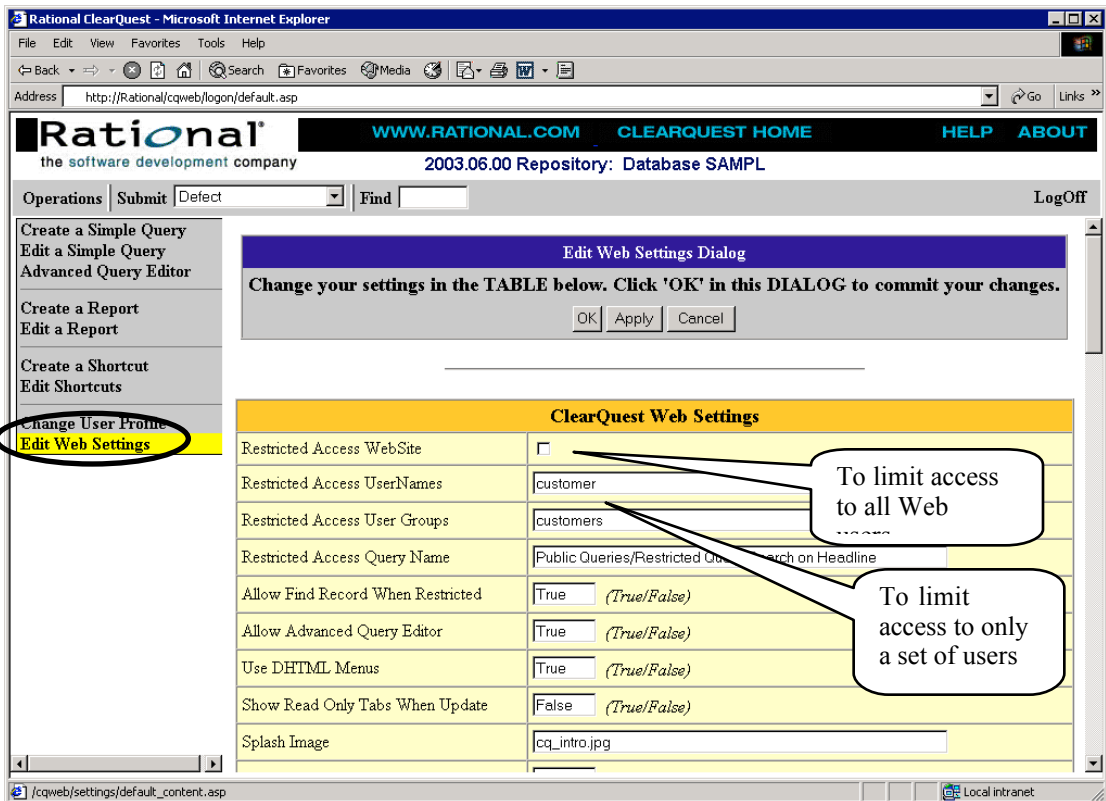 Rational ClearQuest - Microsoft Internet Explorer
File Edit View Favorites Tools Help
Back Search Favorites Media
Address http://Rational/cqweb/logon/default.asp Go Links »
Rational
the software development company
WWW.RATIONAL.COM CLEARQUEST HOME HELP ABOUT
2003.06.00 Repository: Database SAMPL
Operations Submit Defect Find LogOff
Create a Simple Query
Edit a Simple Query
Advanced Query Editor
Create a Report
Edit a Report
Create a Shortcut
Edit Shortcuts
Change User Profile
Edit Web Settings
Edit Web Settings Dialog
Change your settings in the TABLE below. Click 'OK' in this DIALOG to commit your changes.
OK Apply Cancel
ClearQuest Web Settings
Restricted Access WebSite
Restricted Access UserNames customer
Restricted Access User Groups customers
Restricted Access Query Name Public Queries/Restricted on Headline
Allow Find Record When Restricted True (True/False)
Allow Advanced Query Editor True (True/False)
Use DHTML Menus True (True/False)
Show Read Only Tabs When Update False (True/False)
Splash Image cq_intro.jpg
To limit access
to all Web
users
To limit
access to only
a set of users
/cqweb/settings/default_content.asp Local intranet